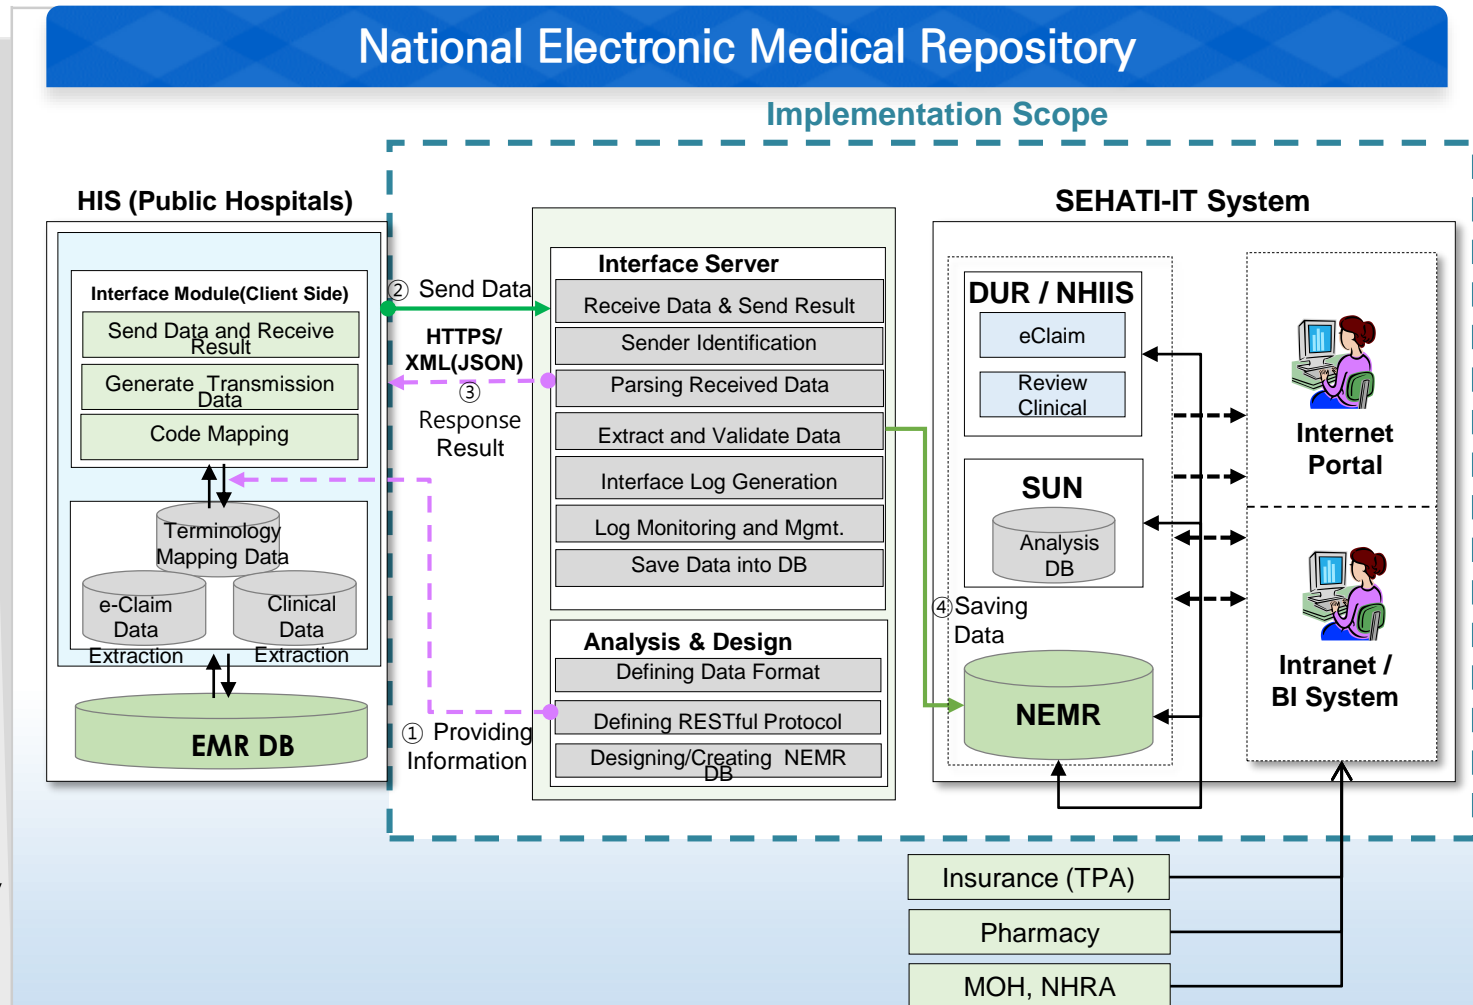 National Electronic Medical Repository
Implementation Scope
HIS (Public Hospitals)
Interface Module(Client Side)
Send Data and Receive
Result
Generate Transmission
Data
Code Mapping
Terminology
Mapping Data
e-Claim
Data
Extraction
Clinical
Data
Extraction
EMR DB
② Send Data
HTTPS/
XML(JSON)
③
Response
Result
① Providing
Information
Interface Server
Receive Data & Send Result
Sender Identification
Parsing Received Data
Extract and Validate Data
Interface Log Generation
Log Monitoring and Mgmt.
Save Data into DB
Analysis & Design
Defining Data Format
Defining RESTful Protocol
Designing/Creating NEMR
DB
SEHATI-IT System
DUR / NHIIS
eClaim
Review
Clinical
SUN
Analysis
DB
④Saving
Data
NEMR
Internet
Portal
Intranet /
BI System
Insurance (TPA)
Pharmacy
MOH, NHRA